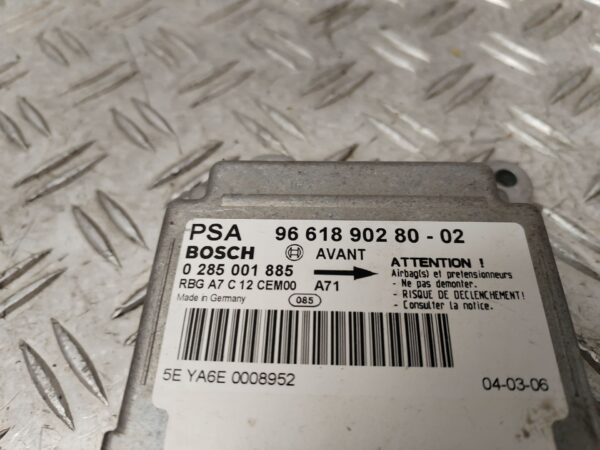 PSA 96 618 902 80 - 02
BOSCH AVANT
0 285 001 885
RBG A7 C 12 CEM00 A71
Made in Germany 085
ATTENTION !
Airbag(s) et pretensionneurs
- Ne pas demonter.
- RISQUE DE DECLENCHEMENT!
- Consulter la notice.
5E YA6E 0008952
04-03-06